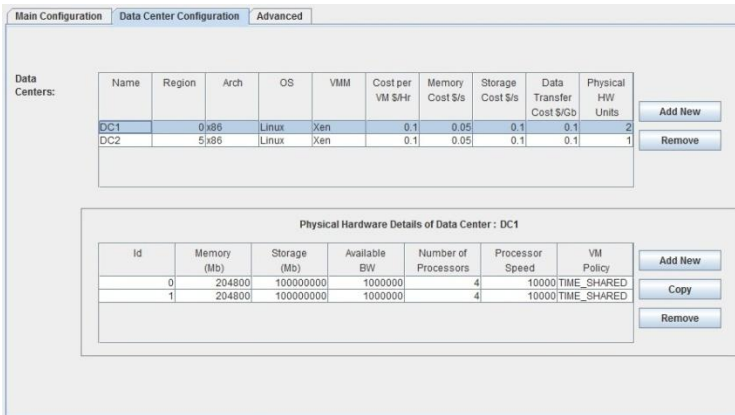 Main Configuration Data Center Configuration Advanced
Data Centers:
Name Region Arch OS VMM Cost per VM $/Hr Memory Cost $/s Storage Cost $/s Data Transfer Cost $/Gb Physical HW Units
DC1 0 x86 Linux Xen 0.1 0.05 0.1 0.1 2
DC2 5 x86 Linux Xen 0.1 0.05 0.1 0.1 1
Add New
Remove
Physical Hardware Details of Data Center : DC1
Id Memory (Mb) Storage (Mb) Available BW Number of Processors Processor Speed VM Policy
0 204800 100000000 1000000 4 10000 TIME_SHARED
1 204800 100000000 1000000 4 10000 TIME_SHARED
Add New
Copy
Remove